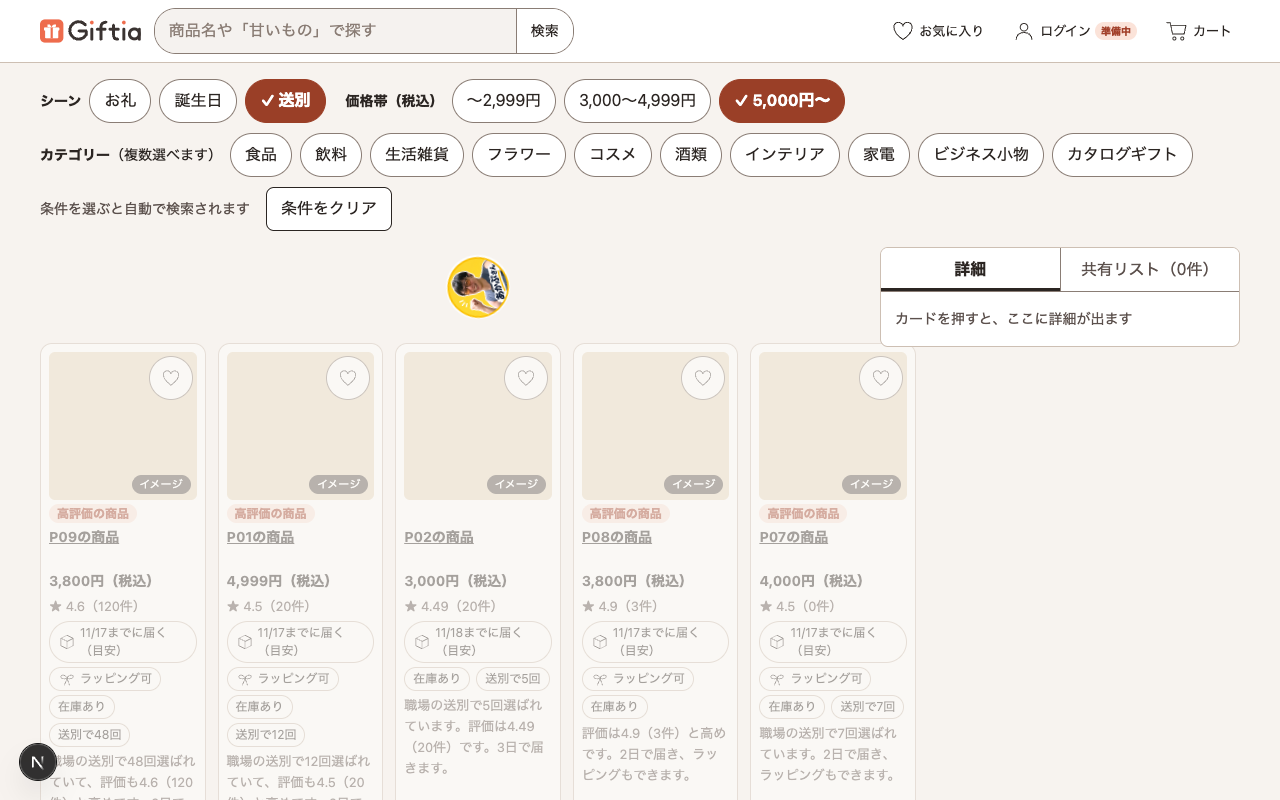 Giftia
商品名や「甘いもの」で探す
検索
お気に入り
ログイン 準備中
カート
シーン お礼 誕生日 送別 価格帯（税込） 〜2,999円 3,000〜4,999円 5,000円〜
カテゴリー（複数選べます） 食品 飲料 生活雑貨 フラワー コスメ 酒類 インテリア 家電 ビジネス小物 カタログギフト
条件を選ぶと自動で検索されます 条件をクリア
詳細 共有リスト（0件）
カードを押すと、ここに詳細が出ます
イメージ
高評価の商品
P09の商品
3,800円（税込）
★ 4.6（120件）
11/17までに届く
（目安）
ラッピング可
在庫あり
送別で48回
職場の送別で48回選ばれ
ていて、評価も4.6（120
イメージ
高評価の商品
P01の商品
4,999円（税込）
★ 4.5（20件）
11/17までに届く
（目安）
ラッピング可
在庫あり
送別で12回
職場の送別で12回選ばれ
ていて、評価も4.5（20
イメージ
P02の商品
3,000円（税込）
★ 4.49（20件）
11/18までに届く
（目安）
在庫あり 送別で5回
職場の送別で5回選ばれ
ています。評価は4.49
（20件）です。3日で届
きます。
イメージ
高評価の商品
P08の商品
3,800円（税込）
★ 4.9（3件）
11/17までに届く
（目安）
ラッピング可
在庫あり
評価は4.9（3件）と高め
です。2日で届き、ラッ
ピングもできます。
イメージ
高評価の商品
P07の商品
4,000円（税込）
★ 4.5（0件）
11/17までに届く
（目安）
ラッピング可
在庫あり 送別で7回
職場の送別で7回選ばれ
ています。2日で届き、
ラッピングもできます。
N